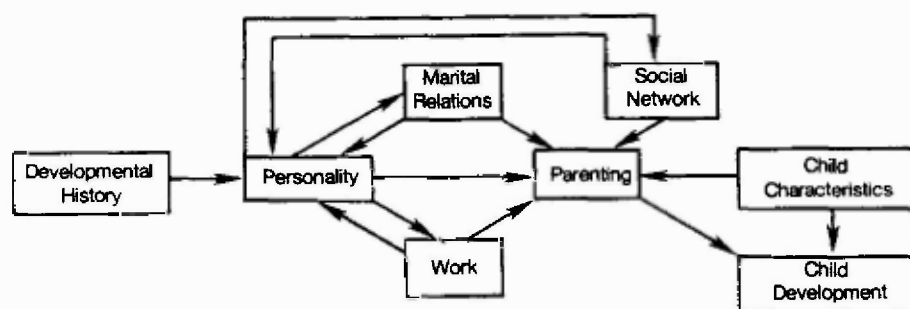 Marital
Relations
Social
Network
Developmental
History
Personality
Parenting
Child
Characteristics
Work
Child
Development